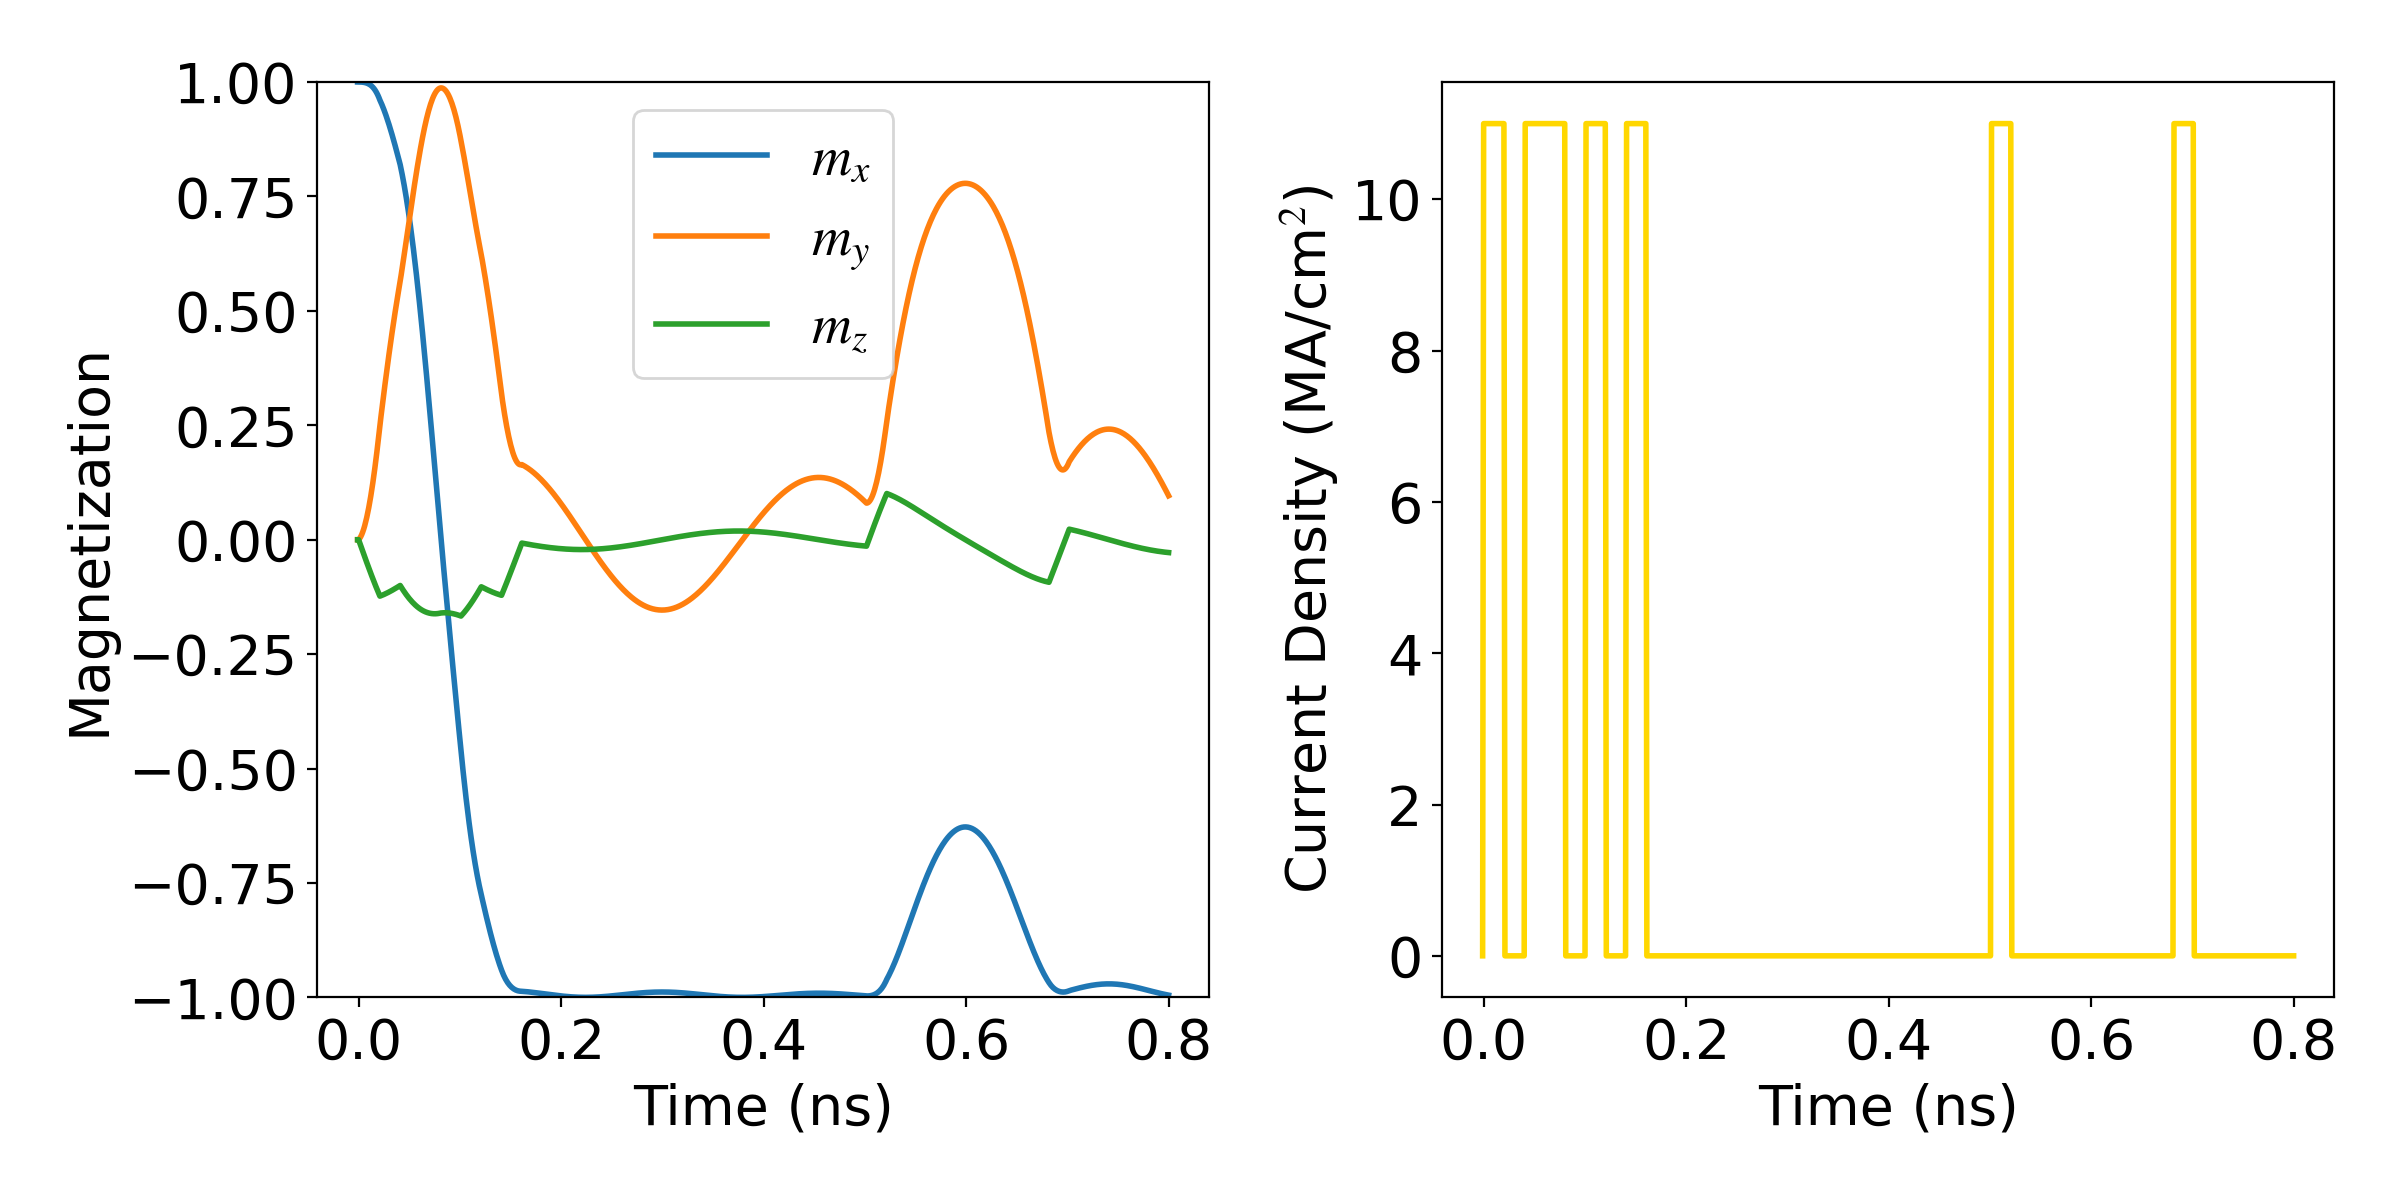 Magnetization
1.00
0.75
0.50
0.25
0.00
−0.25
−0.50
−0.75
−1.00
0.0 0.2 0.4 0.6 0.8
Time (ns)
m_x
m_y
m_z
Current Density (MA/cm²)
10
8
6
4
2
0
0.0 0.2 0.4 0.6 0.8
Time (ns)